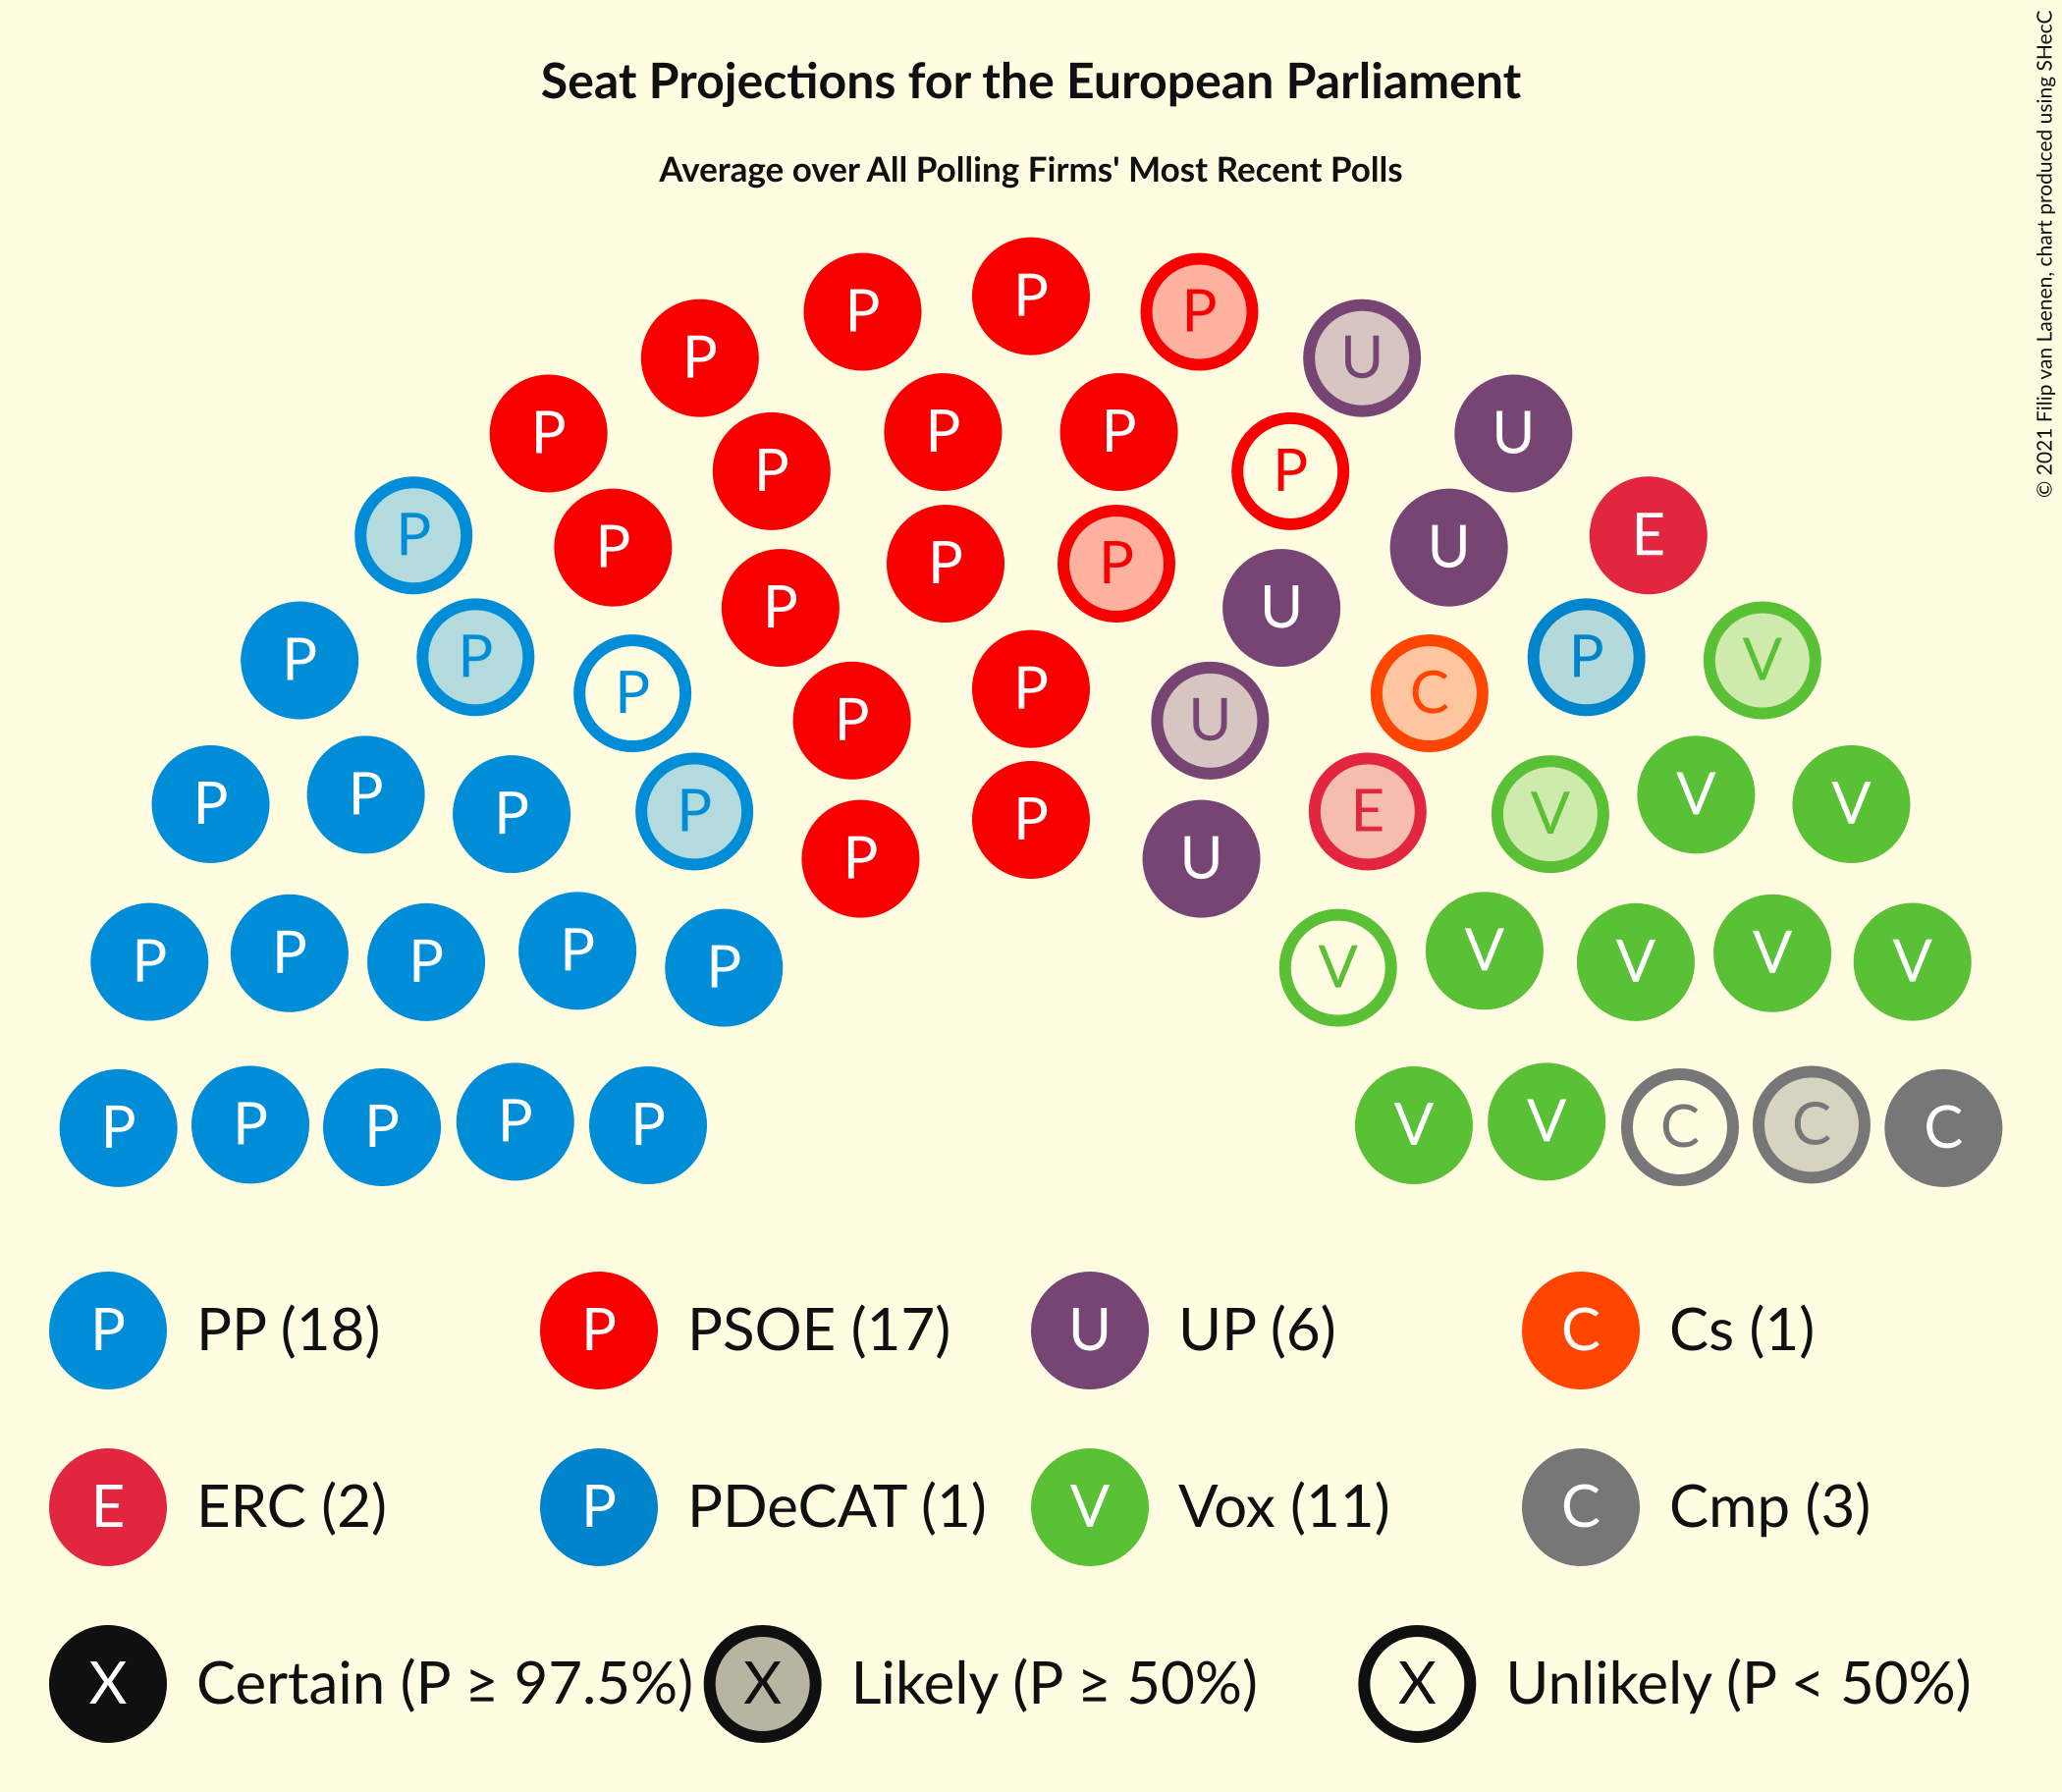 Seat Projections for the European Parliament
Average over All Polling Firms' Most Recent Polls
© 2021 Filip van Laenen, chart produced using SHecC
P
P P
P U
P U
P P
P P
P E
P P
P P U
P P
P U
P P V
P C
P
P U
P P V V
P V
P E
P
P P U
P P P P P
V V V V V
P P P P P V V C C C
P PP (18) P PSOE (17) U UP (6) C Cs (1)
E ERC (2) P PDeCAT (1) V Vox (11) C Cmp (3)
X Certain (P ≥ 97.5%) X Likely (P ≥ 50%) X Unlikely (P < 50%)